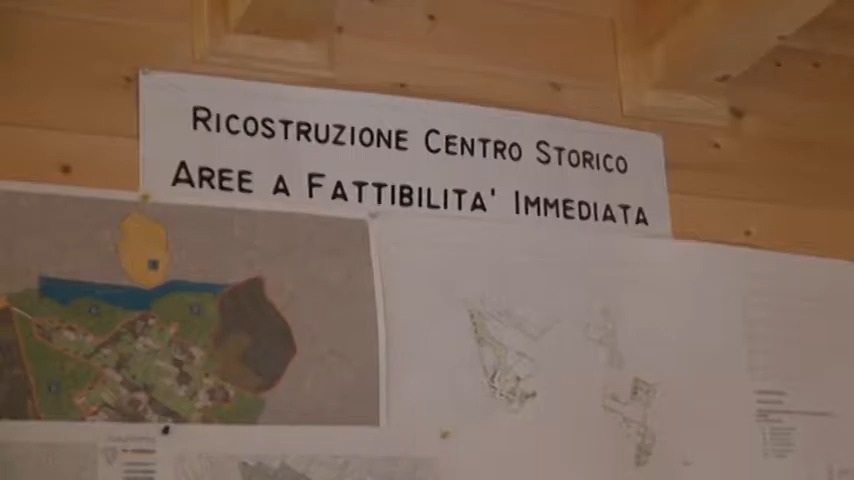 RICOSTRUZIONE CENTRO STORICO
AREE A FATTIBILITA' IMMEDIATA